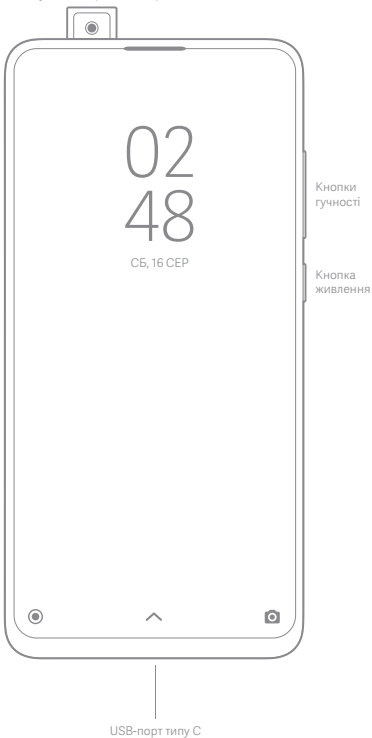 02
48
СБ, 16 СЕР
Кнопки
гучності
Кнопка
живлення
USB-порт типу C